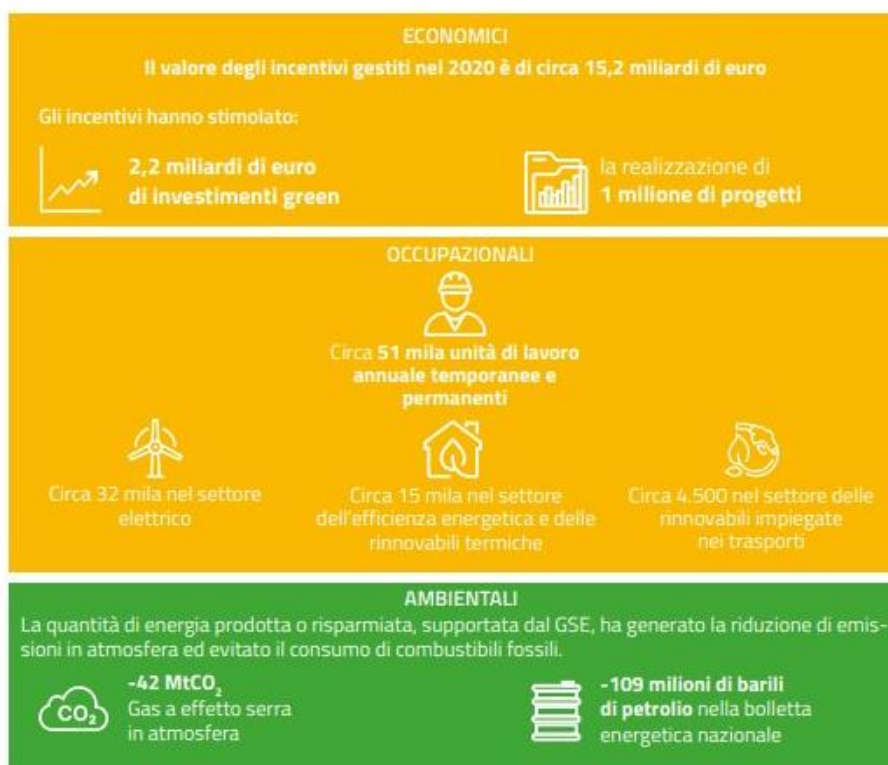 ECONOMICI
Il valore degli incentivi gestiti nel 2020 è di circa 15,2 miliardi di euro
Gli incentivi hanno stimolato:
2,2 miliardi di euro
di investimenti green
la realizzazione di
1 milione di progetti
OCCUPAZIONALI
Circa 51 mila unità di lavoro
annuale temporanee e
permanenti
Circa 32 mila nel settore
elettrico
Circa 15 mila nel settore
dell'efficienza energetica e delle
rinnovabili termiche
Circa 4.500 nel settore delle
rinnovabili impiegate
nei trasporti
AMBIENTALI
La quantità di energia prodotta o risparmiata, supportata dal GSE, ha generato la riduzione di emis-
sioni in atmosfera ed evitato il consumo di combustibili fossili.
CO₂
-42 MtCO₂
Gas a effetto serra
in atmosfera
-109 milioni di barili
di petrolio nella bolletta
energetica nazionale